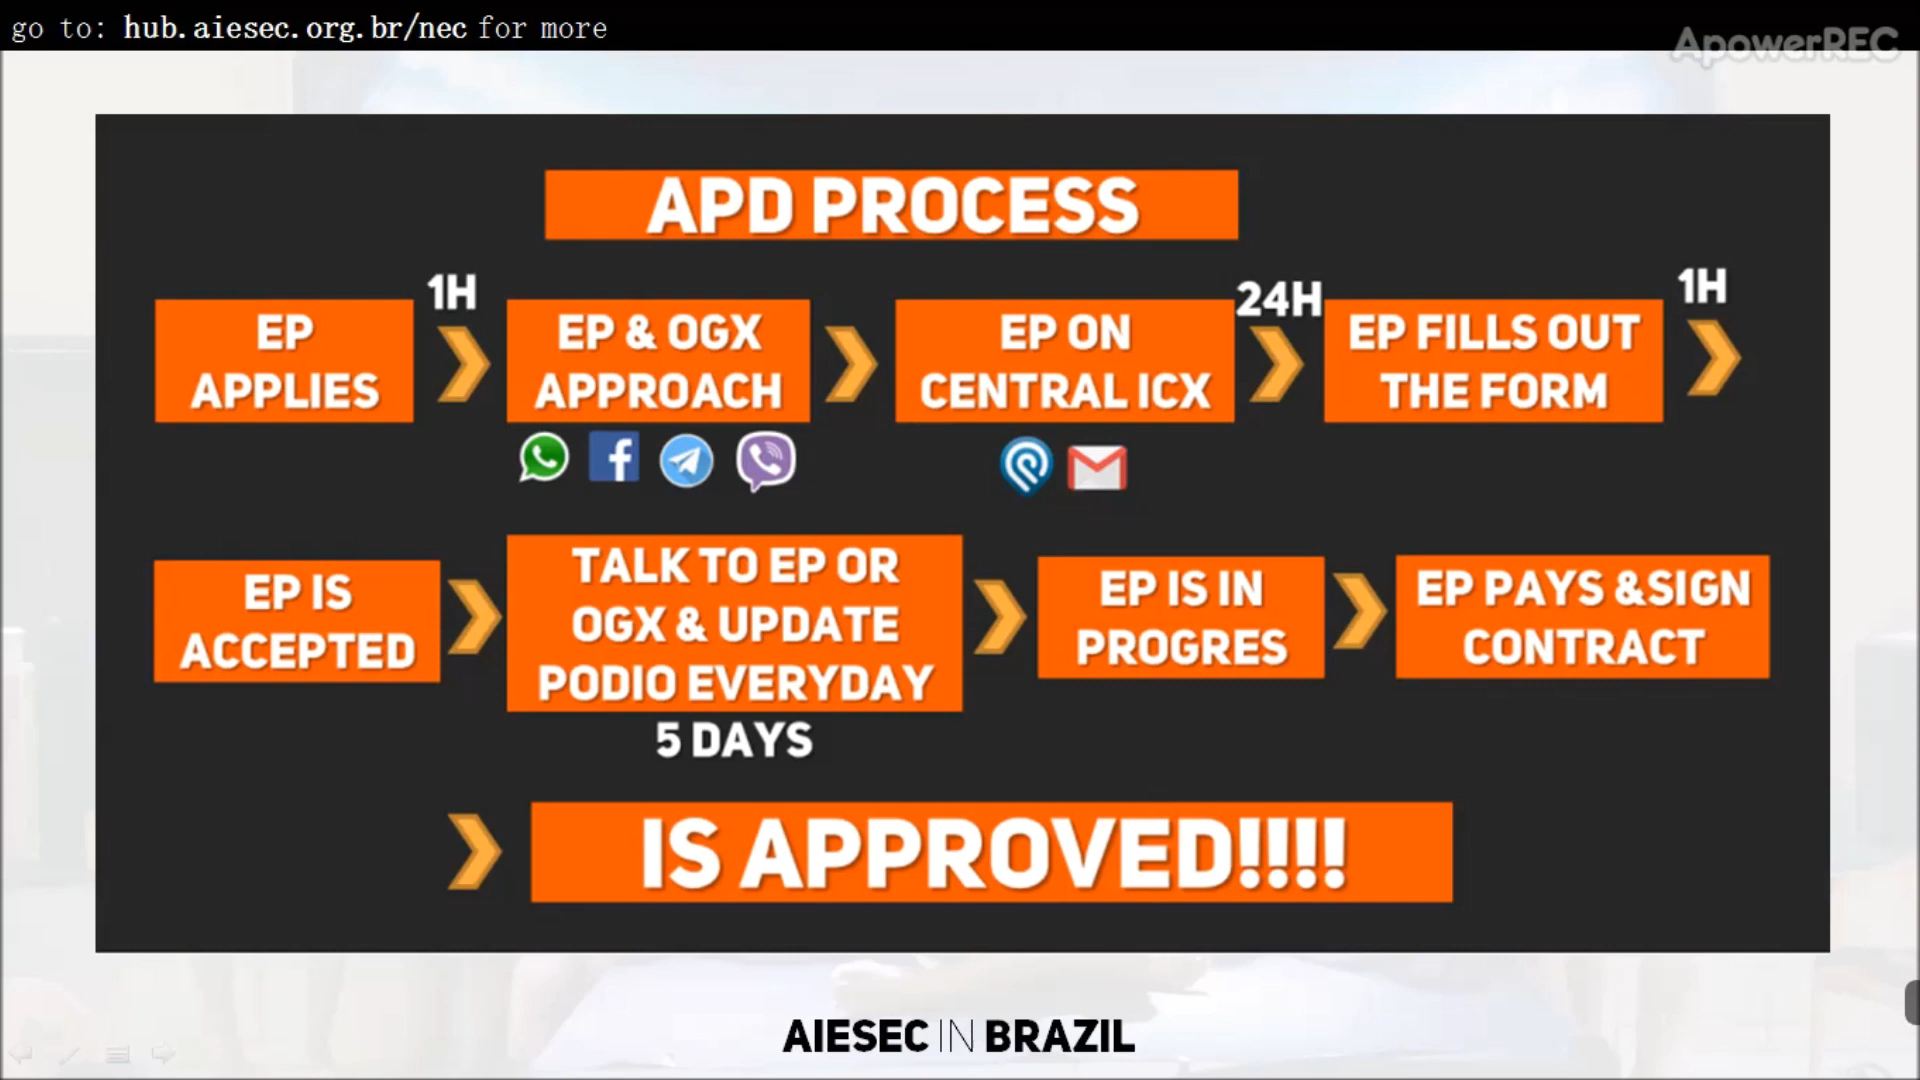 go to: hub.aiesec.org.br/nec for more
ApowerREC
APD PROCESS
EP
APPLIES
1H
EP & OGX
APPROACH
EP ON
CENTRAL ICX
24H
EP FILLS OUT
THE FORM
1H
EP IS
ACCEPTED
TALK TO EP OR
OGX & UPDATE
PODIO EVERYDAY
5 DAYS
EP IS IN
PROGRES
EP PAYS &SIGN
CONTRACT
IS APPROVED!!!!
AIESEC IN BRAZIL